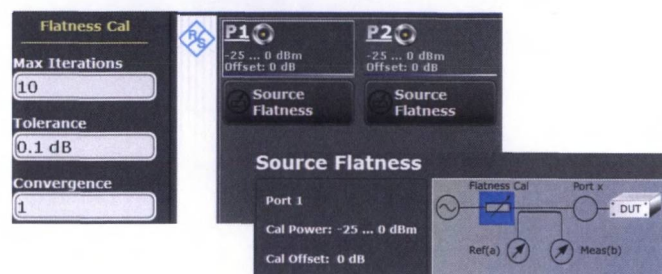 Flatness Cal
Max Iterations
10
Tolerance
0.1 dB
Convergence
1
R/S
P1
-25 ... 0 dBm
Offset: 0 dB
Source
Flatness
P2
-25 ... 0 dBm
Offset: 0 dB
Source
Flatness
Source Flatness
Port 1
Cal Power: -25 ... 0 dBm
Cal Offset: 0 dB
Flatness Cal
Port x
DUT
Ref(a)
Meas(b)